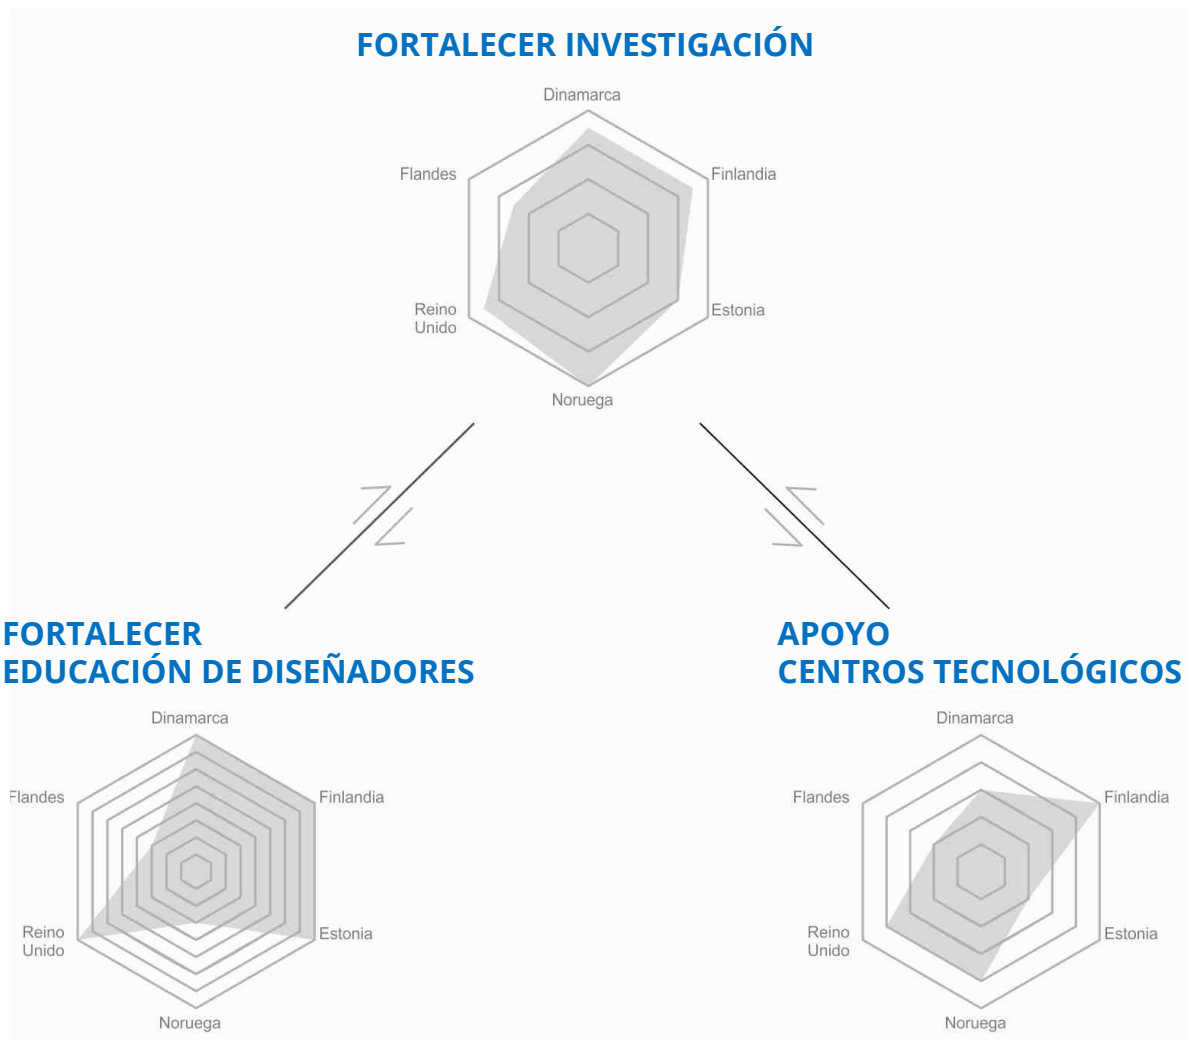 FORTALECER INVESTIGACIÓN
Dinamarca
Flandes
Finlandia
Reino
Unido
Estonia
Noruega
FORTALECER
EDUCACIÓN DE DISEÑADORES
Dinamarca
Flandes
Finlandia
Reino
Unido
Estonia
Noruega
APOYO
CENTROS TECNOLÓGICOS
Dinamarca
Flandes
Finlandia
Reino
Unido
Estonia
Noruega